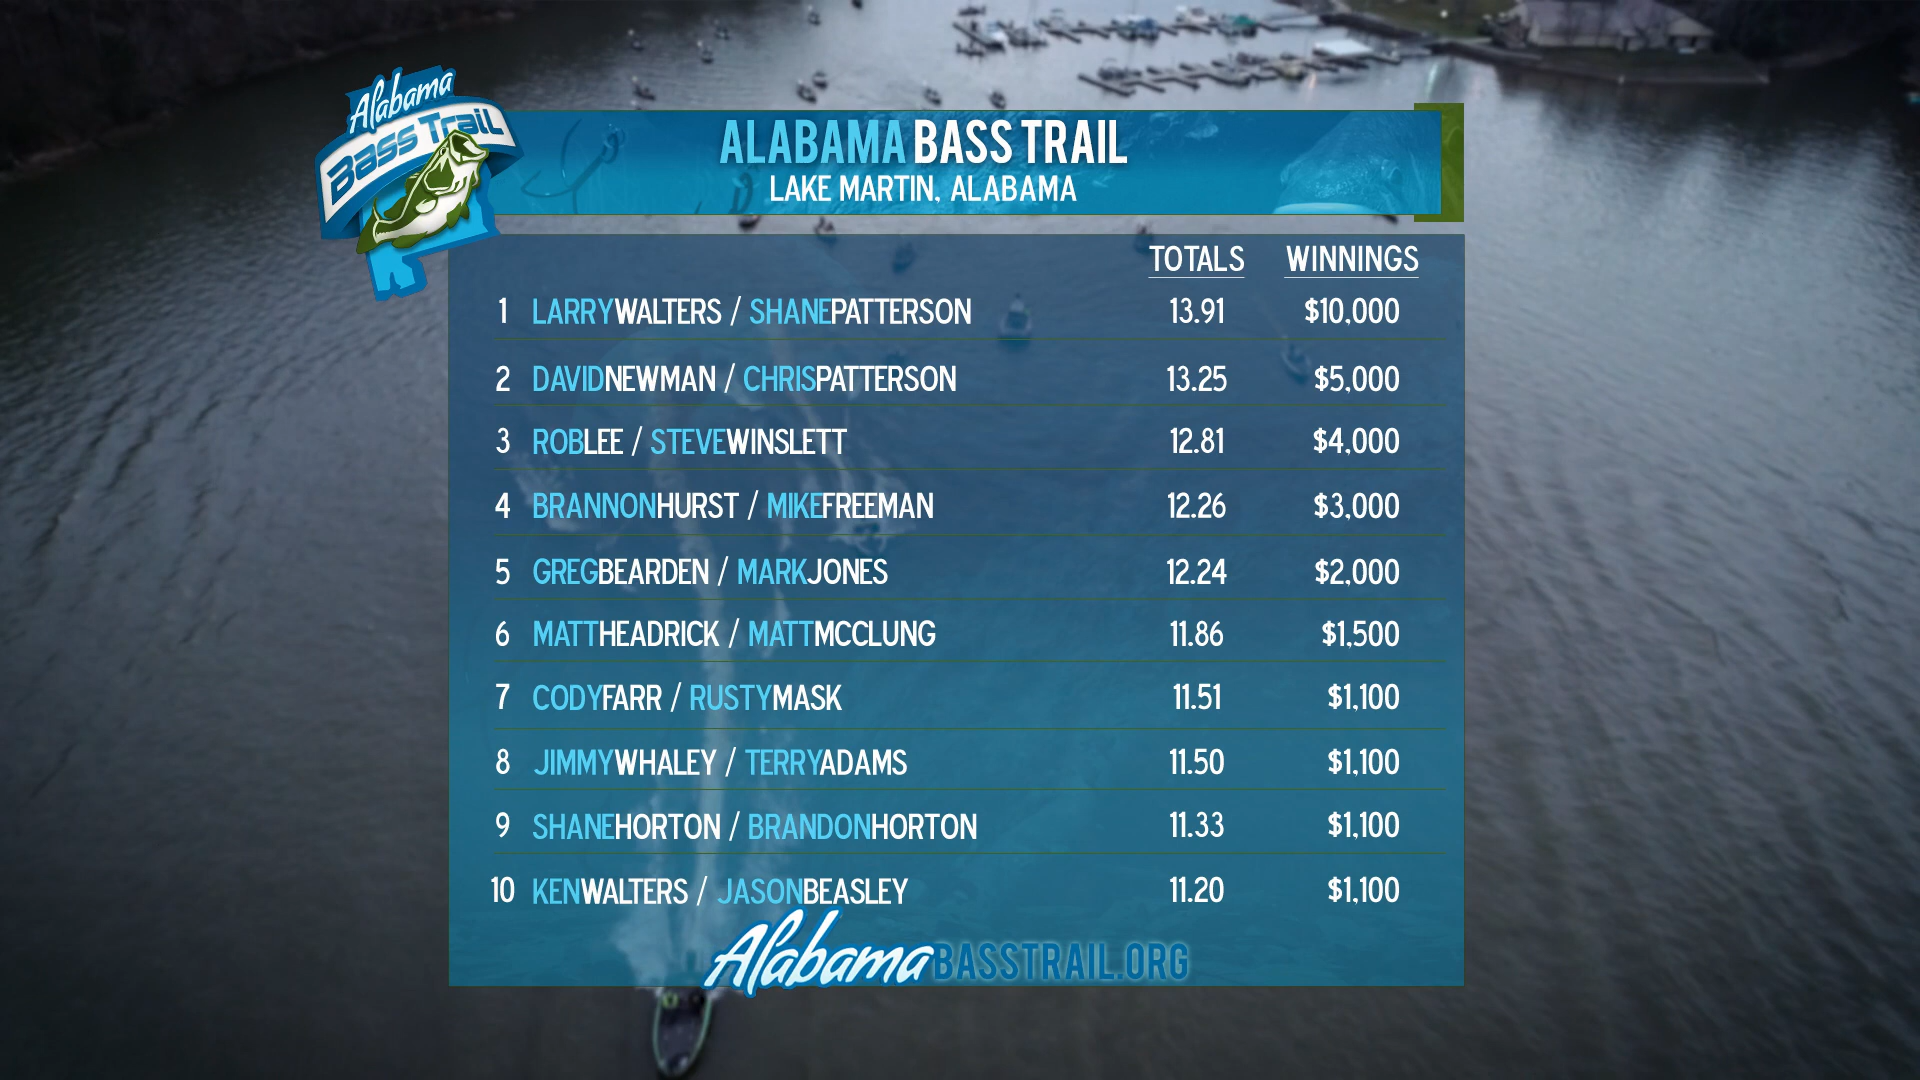 Alabama
Bass Trail
ALABAMA BASS TRAIL
LAKE MARTIN, ALABAMA
TOTALS WINNINGS
1 LARRYWALTERS / SHANEPATTERSON 13.91 $10,000
2 DAVIDNEWMAN / CHRISPATTERSON 13.25 $5,000
3 ROBLEE / STEVEWINSLETT 12.81 $4,000
4 BRANNONHURST / MIKEFREEMAN 12.26 $3,000
5 GREGBEARDEN / MARKJONES 12.24 $2,000
6 MATTHEADRICK / MATTMCCLUNG 11.86 $1,500
7 CODYFARR / RUSTYMASK 11.51 $1,100
8 JIMMYWHALEY / TERRYADAMS 11.50 $1,100
9 SHANEHORTON / BRANDONHORTON 11.33 $1,100
10 KENWALTERS / JASONBEASLEY 11.20 $1,100
AlabamaBASSTRAIL.ORG